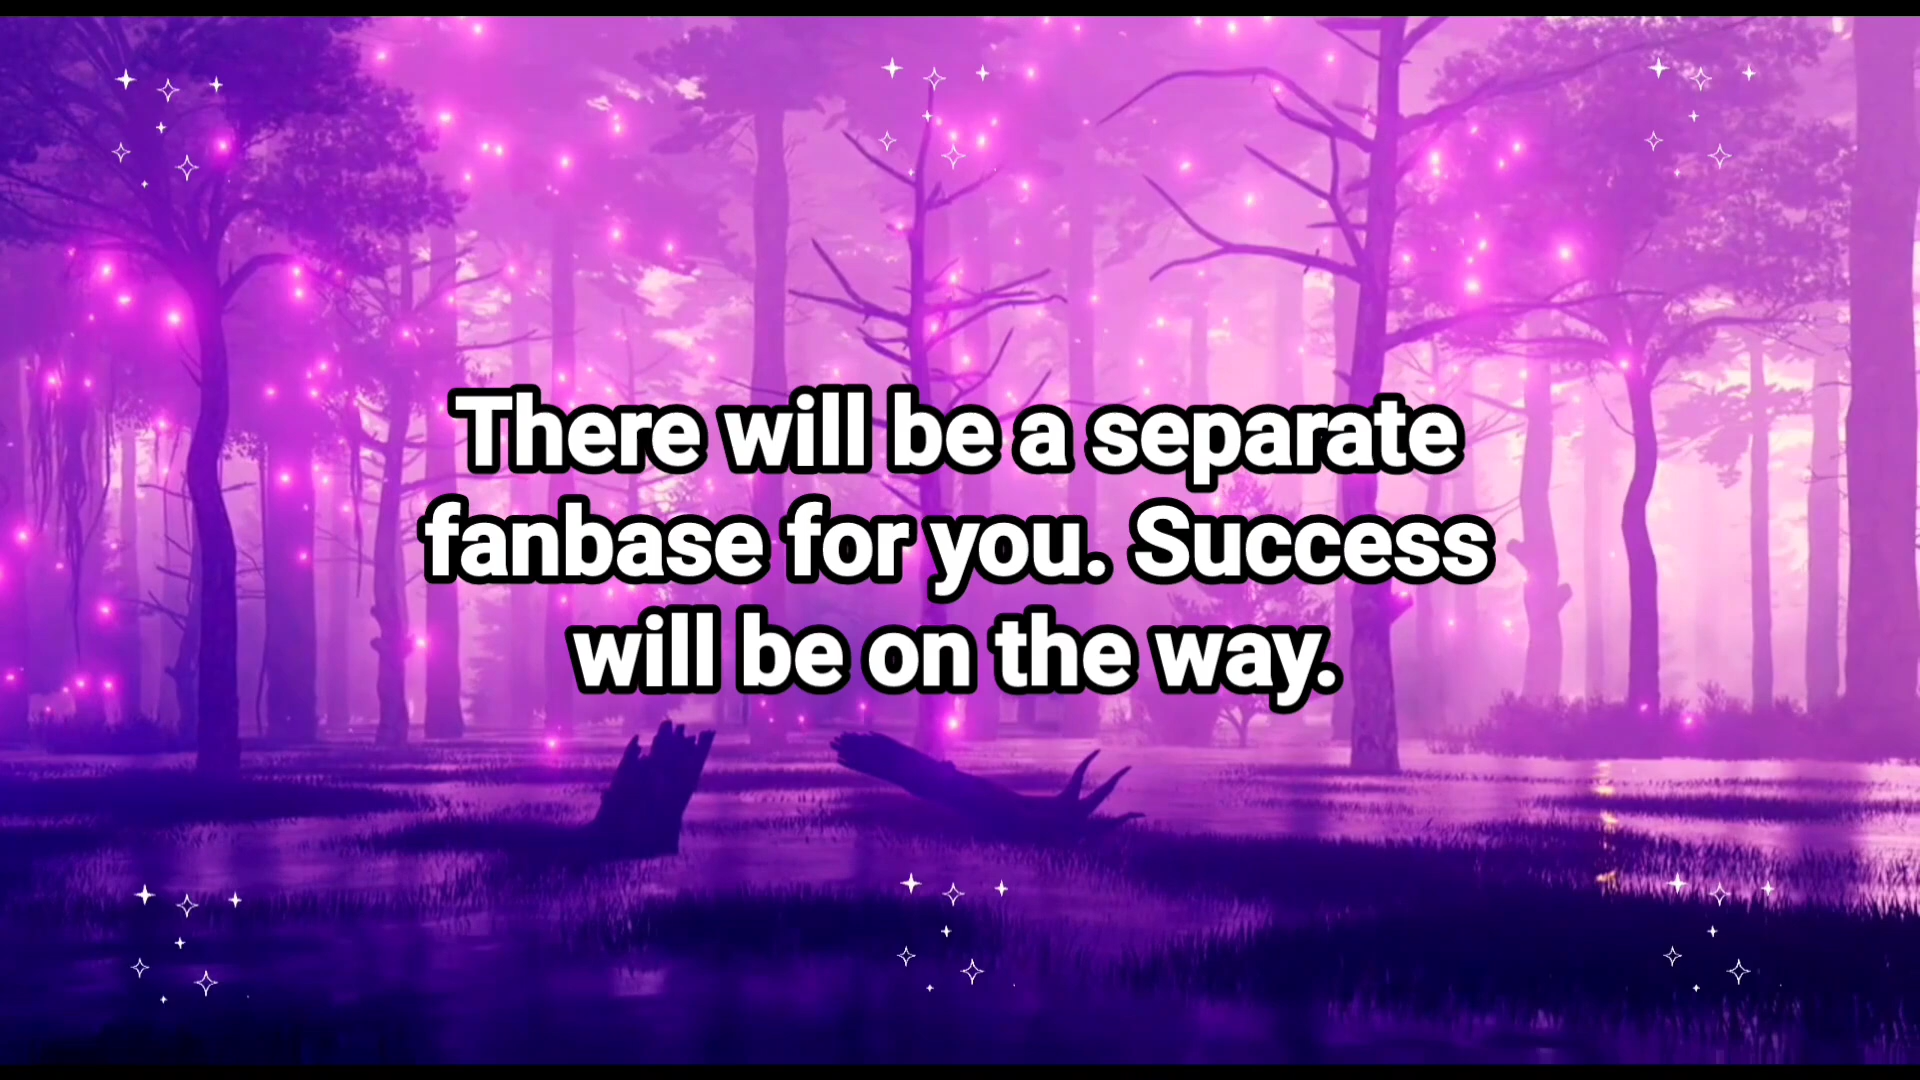 There will be a separate
fanbase for you. Success
will be on the way.